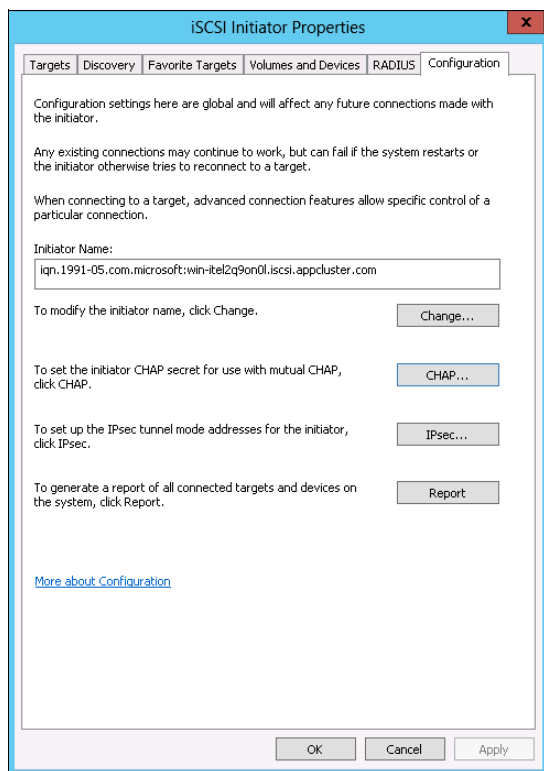 iSCSI Initiator Properties
x
Targets Discovery Favorite Targets Volumes and Devices RADIUS Configuration
Configuration settings here are global and will affect any future connections made with
the initiator.
Any existing connections may continue to work, but can fail if the system restarts or
the initiator otherwise tries to reconnect to a target.
When connecting to a target, advanced connection features allow specific control of a
particular connection.
Initiator Name:
iqn.1991-05.com.microsoft:win-itel2q9on0l.iscsi.appcluster.com
To modify the initiator name, click Change.
Change...
To set the initiator CHAP secret for use with mutual CHAP,
click CHAP.
CHAP...
To set up the IPsec tunnel mode addresses for the initiator,
click IPsec.
IPsec...
To generate a report of all connected targets and devices on
the system, click Report.
Report
More about Configuration
OK Cancel Apply